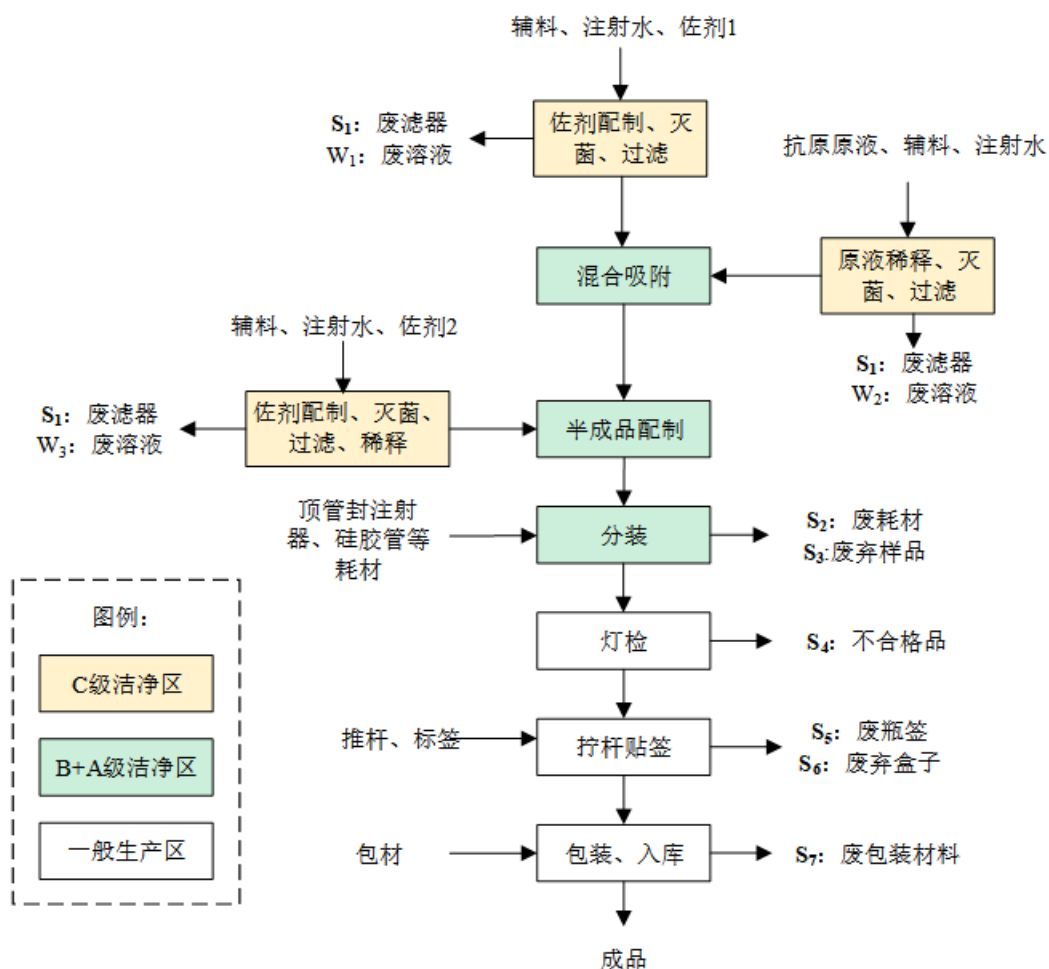 辅料、注射水、佐剂1
S₁：废滤器
W₁：废溶液
佐剂配制、灭
菌、过滤
抗原原液、辅料、注射水
混合吸附
原液稀释、灭
菌、过滤
S₁：废滤器
W₂：废溶液
辅料、注射水、佐剂2
S₁：废滤器
W₃：废溶液
佐剂配制、灭菌、
过滤、稀释
半成品配制
顶管封注射
器、硅胶管等
耗材
分装
S₂：废耗材
S₃:废弃样品
灯检
S₄：不合格品
推杆、标签
拧杆贴签
S₅：废瓶签
S₆：废弃盒子
包材
包装、入库
S₇：废包装材料
成品
图例：
C级洁净区
B+A级洁净区
一般生产区